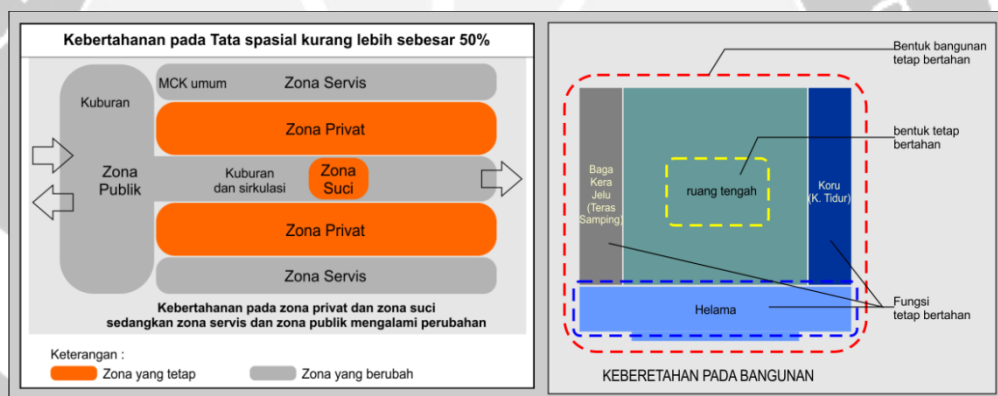 Kebertahanan pada Tata spasial kurang lebih sebesar 50%
MCK umum
Zona Servis
Kuburan
Zona Privat
Zona
Publik
Kuburan
dan sirkulasi
Zona
Suci
Zona Privat
Zona Servis
Kebertahanan pada zona privat dan zona suci
sedangkan zona servis dan zona publik mengalami perubahan
Keterangan :
Zona yang tetap
Zona yang berubah
Bentuk bangunan
tetap bertahan
bentuk tetap
bertahan
Baga
Kera
Jelu
(Teras
Samping)
ruang tengah
Koru
(K. Tidur)
Helama
Fungsi
tetap bertahan
KEBERETAHAN PADA BANGUNAN